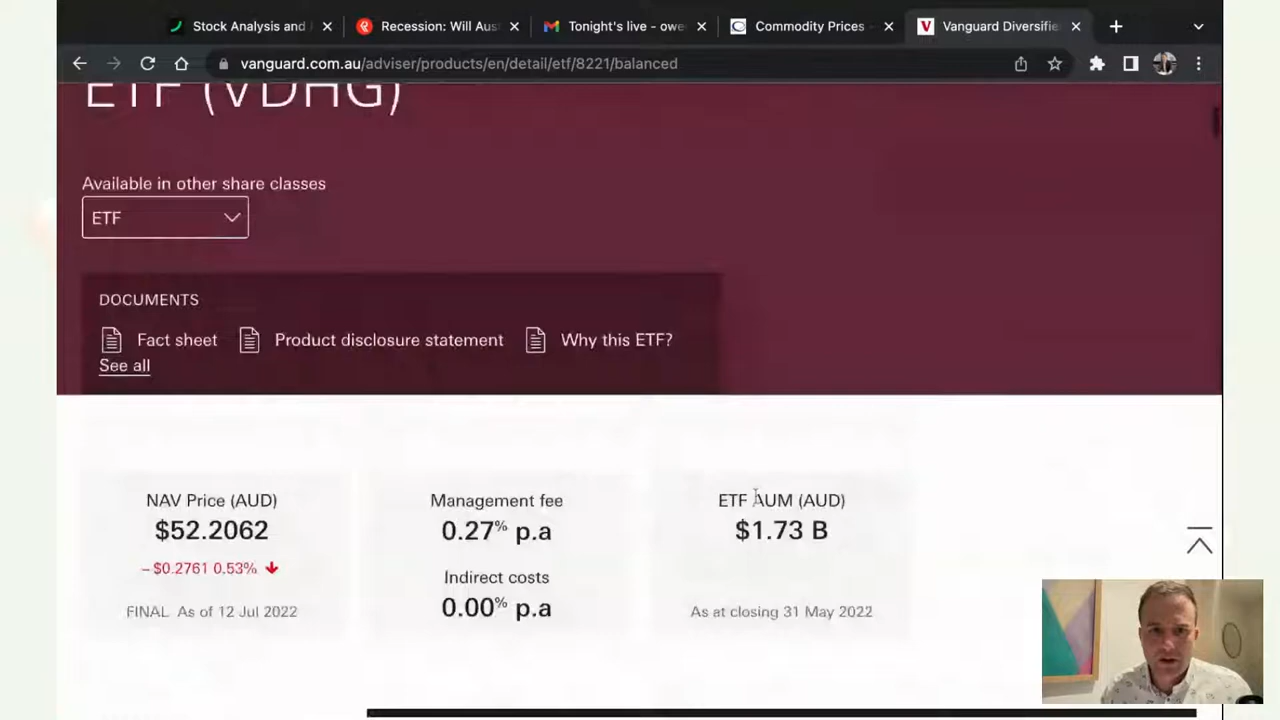 Stock Analysis and
Recession: Will Aus
Tonight's live - owe
Commodity Prices -
Vanguard Diversifie
vanguard.com.au/adviser/products/en/detail/etf/8221/balanced
ETF (VDHG)
Available in other share classes
ETF
DOCUMENTS
Fact sheet
Product disclosure statement
Why this ETF?
See all
NAV Price (AUD)
$52.2062
– $0.2761 0.53%
FINAL As of 12 Jul 2022
Management fee
0.27% p.a
Indirect costs
0.00% p.a
ETF AUM (AUD)
$1.73 B
As at closing 31 May 2022